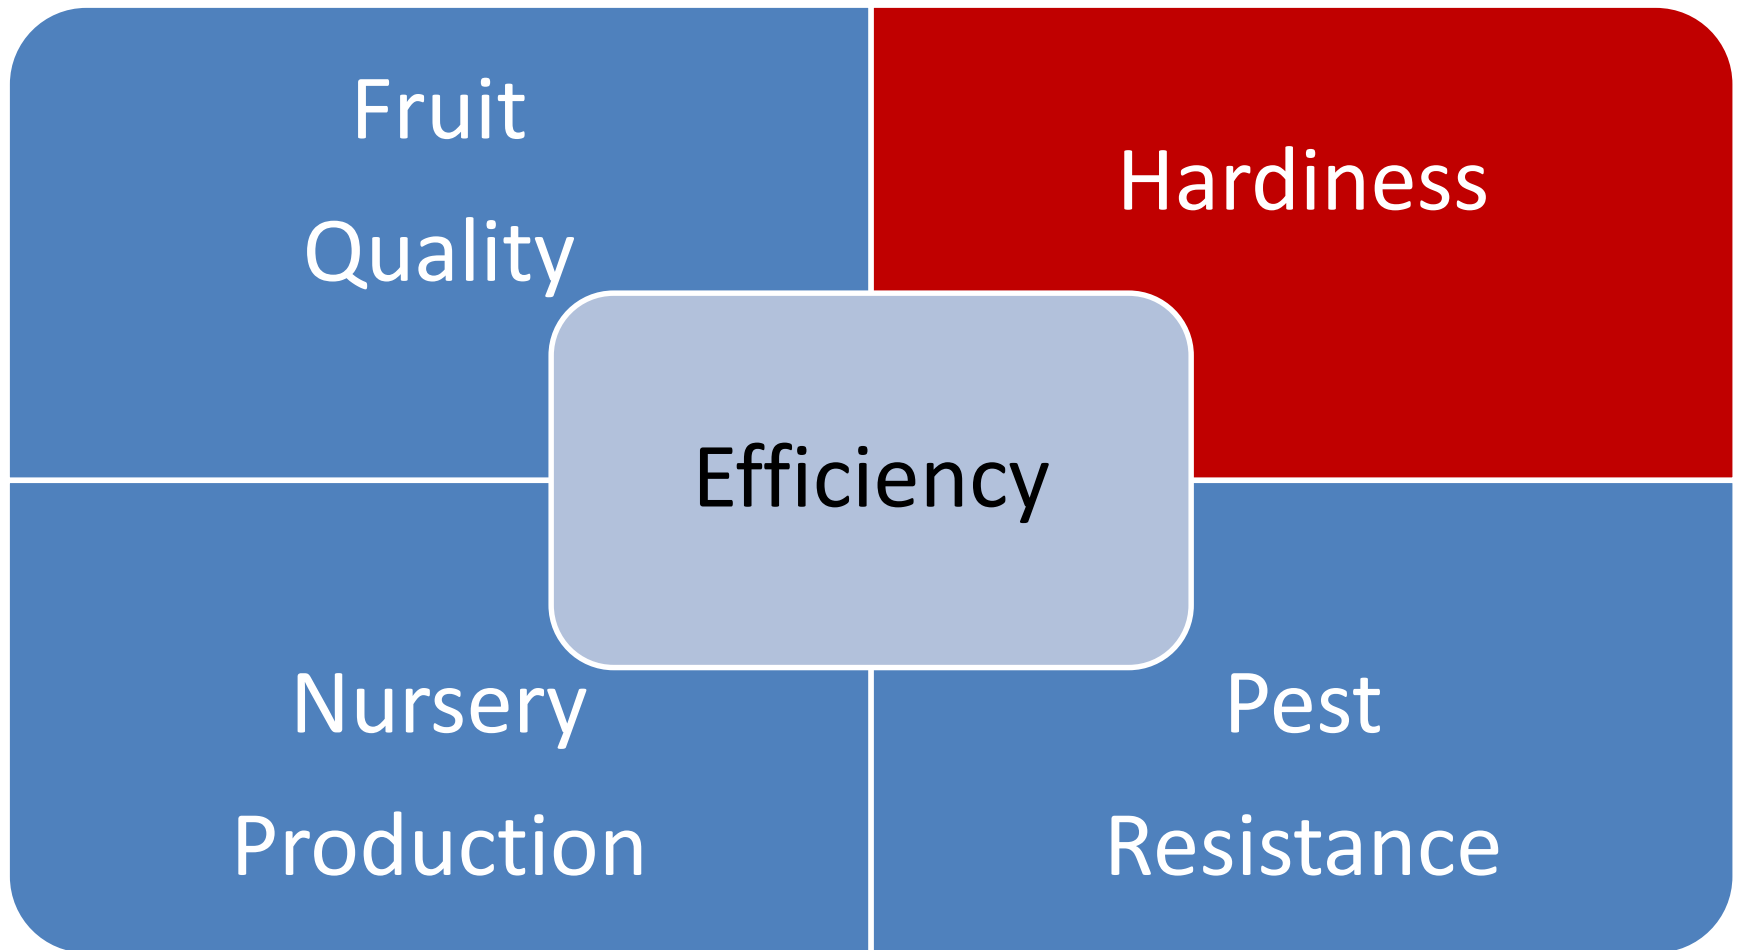 Fruit
Quality
Hardiness
Efficiency
Nursery
Production
Pest
Resistance